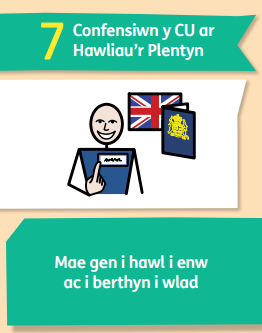 7 Confensiwn y CU ar
Hawliau'r Plentyn
Mae gen i hawl i enw
ac i berthyn i wlad